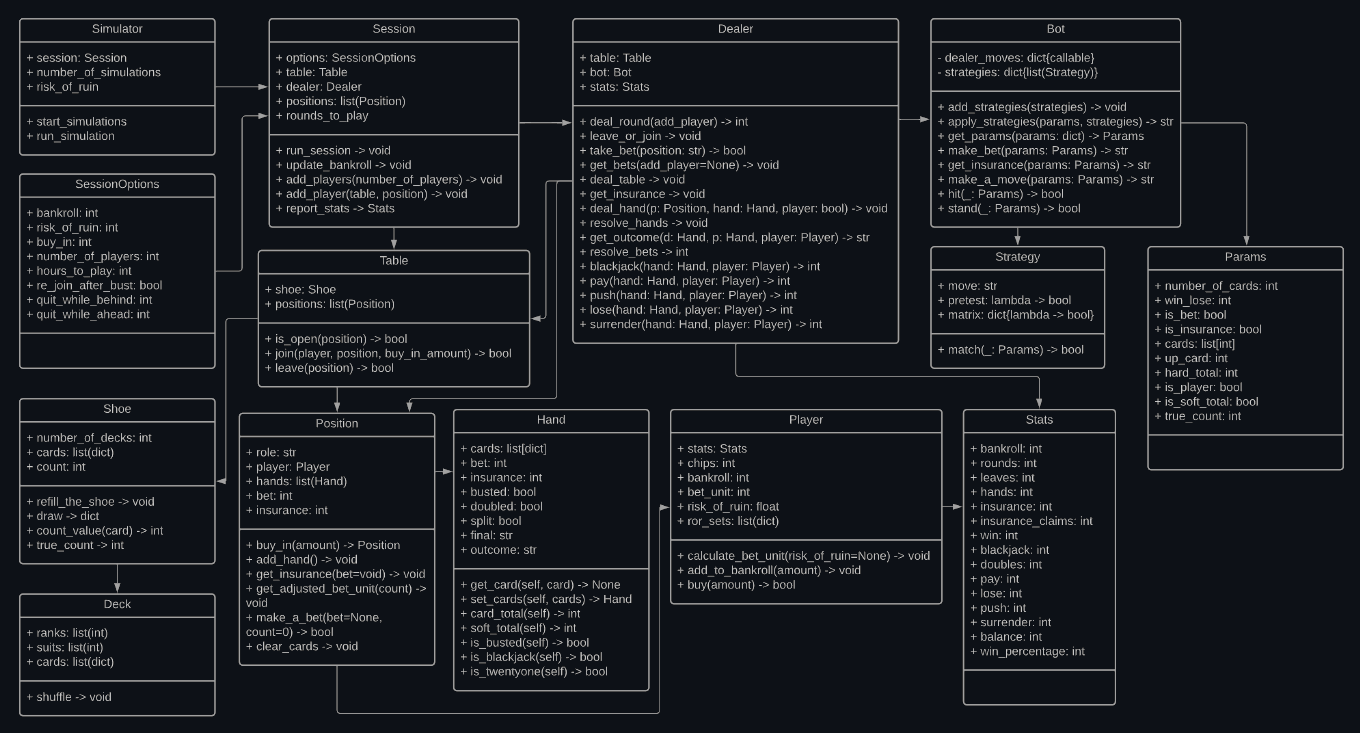 Simulator
+ session: Session
+ number_of_simulations
+ risk_of_ruin
+ start_simulations
+ run_simulation
Session
+ options: SessionOptions
+ table: Table
+ dealer: Dealer
+ positions: list(Position)
+ rounds_to_play
+ run_session -> void
+ update_bankroll -> void
+ add_players(number_of_players) -> void
+ add_player(table, position) -> void
+ report_stats -> Stats
Dealer
+ table: Table
+ bot: Bot
+ stats: Stats
+ deal_round(add_player) -> int
+ leave_or_join -> void
+ take_bet(position: str) -> bool
+ get_bets(add_player=None) -> void
+ deal_table -> void
+ get_insurance -> void
+ deal_hand(p: Position, hand: Hand, player: bool) -> void
+ resolve_hands -> void
+ get_outcome(d: Hand, p: Hand, player: Player) -> str
+ resolve_bets -> int
+ blackjack(hand: Hand, player: Player) -> int
+ pay(hand: Hand, player: Player) -> int
+ push(hand: Hand, player: Player) -> int
+ lose(hand: Hand, player: Player) -> int
+ surrender(hand: Hand, player: Player) -> int
Bot
- dealer_moves: dict{callable}
- strategies: dict{list(Strategy)}
+ add_strategies(strategies) -> void
+ apply_strategies(params, strategies) -> str
+ get_params(params: dict) -> Params
+ make_bet(params: Params) -> str
+ get_insurance(params: Params) -> str
+ make_a_move(params: Params) -> str
+ hit(_: Params) -> bool
+ stand(_: Params) -> bool
SessionOptions
+ bankroll: int
+ risk_of_ruin: int
+ buy_in: int
+ number_of_players: int
+ hours_to_play: int
+ re_join_after_bust: bool
+ quit_while_behind: int
+ quit_while_ahead: int
Table
+ shoe: Shoe
+ positions: list(Position)
+ is_open(position) -> bool
+ join(player, position, buy_in_amount) -> bool
+ leave(position) -> bool
Strategy
+ move: str
+ pretest: lambda -> bool
+ matrix: dict{lambda -> bool}
+ match(_: Params) -> bool
Params
+ number_of_cards: int
+ win_lose: int
+ is_bet: bool
+ is_insurance: bool
+ cards: list[int]
+ up_card: int
+ hard_total: int
+ is_player: bool
+ is_soft_total: bool
+ true_count: int
Shoe
+ number_of_decks: int
+ cards: list(dict)
+ count: int
+ refill_the_shoe -> void
+ draw -> dict
+ count_value(card) -> int
+ true_count -> int
Position
+ role: str
+ player: Player
+ hands: list(Hand)
+ bet: int
+ insurance: int
+ buy_in(amount) -> Position
+ add_hand() -> void
+ get_insurance(bet=void) -> void
+ get_adjusted_bet_unit(count) ->
void
+ make_a_bet(bet=None,
count=0) -> bool
+ clear_cards -> void
Hand
+ cards: list[dict]
+ bet: int
+ insurance: int
+ busted: bool
+ doubled: bool
+ split: bool
+ final: str
+ outcome: str
+ get_card(self, card) -> None
+ set_cards(self, cards) -> Hand
+ card_total(self) -> int
+ soft_total(self) -> int
+ is_busted(self) -> bool
+ is_blackjack(self) -> bool
+ is_twentyone(self) -> bool
Player
+ stats: Stats
+ chips: int
+ bankroll: int
+ bet_unit: int
+ risk_of_ruin: float
+ ror_sets: list(dict)
+ calculate_bet_unit(risk_of_ruin=None) -> void
+ add_to_bankroll(amount) -> void
+ buy(amount) -> bool
Stats
+ bankroll: int
+ rounds: int
+ leaves: int
+ hands: int
+ insurance: int
+ insurance_claims: int
+ win: int
+ blackjack: int
+ doubles: int
+ pay: int
+ lose: int
+ push: int
+ surrender: int
+ balance: int
+ win_percentage: int
Deck
+ ranks: list(int)
+ suits: list(int)
+ cards: list(dict)
+ shuffle -> void